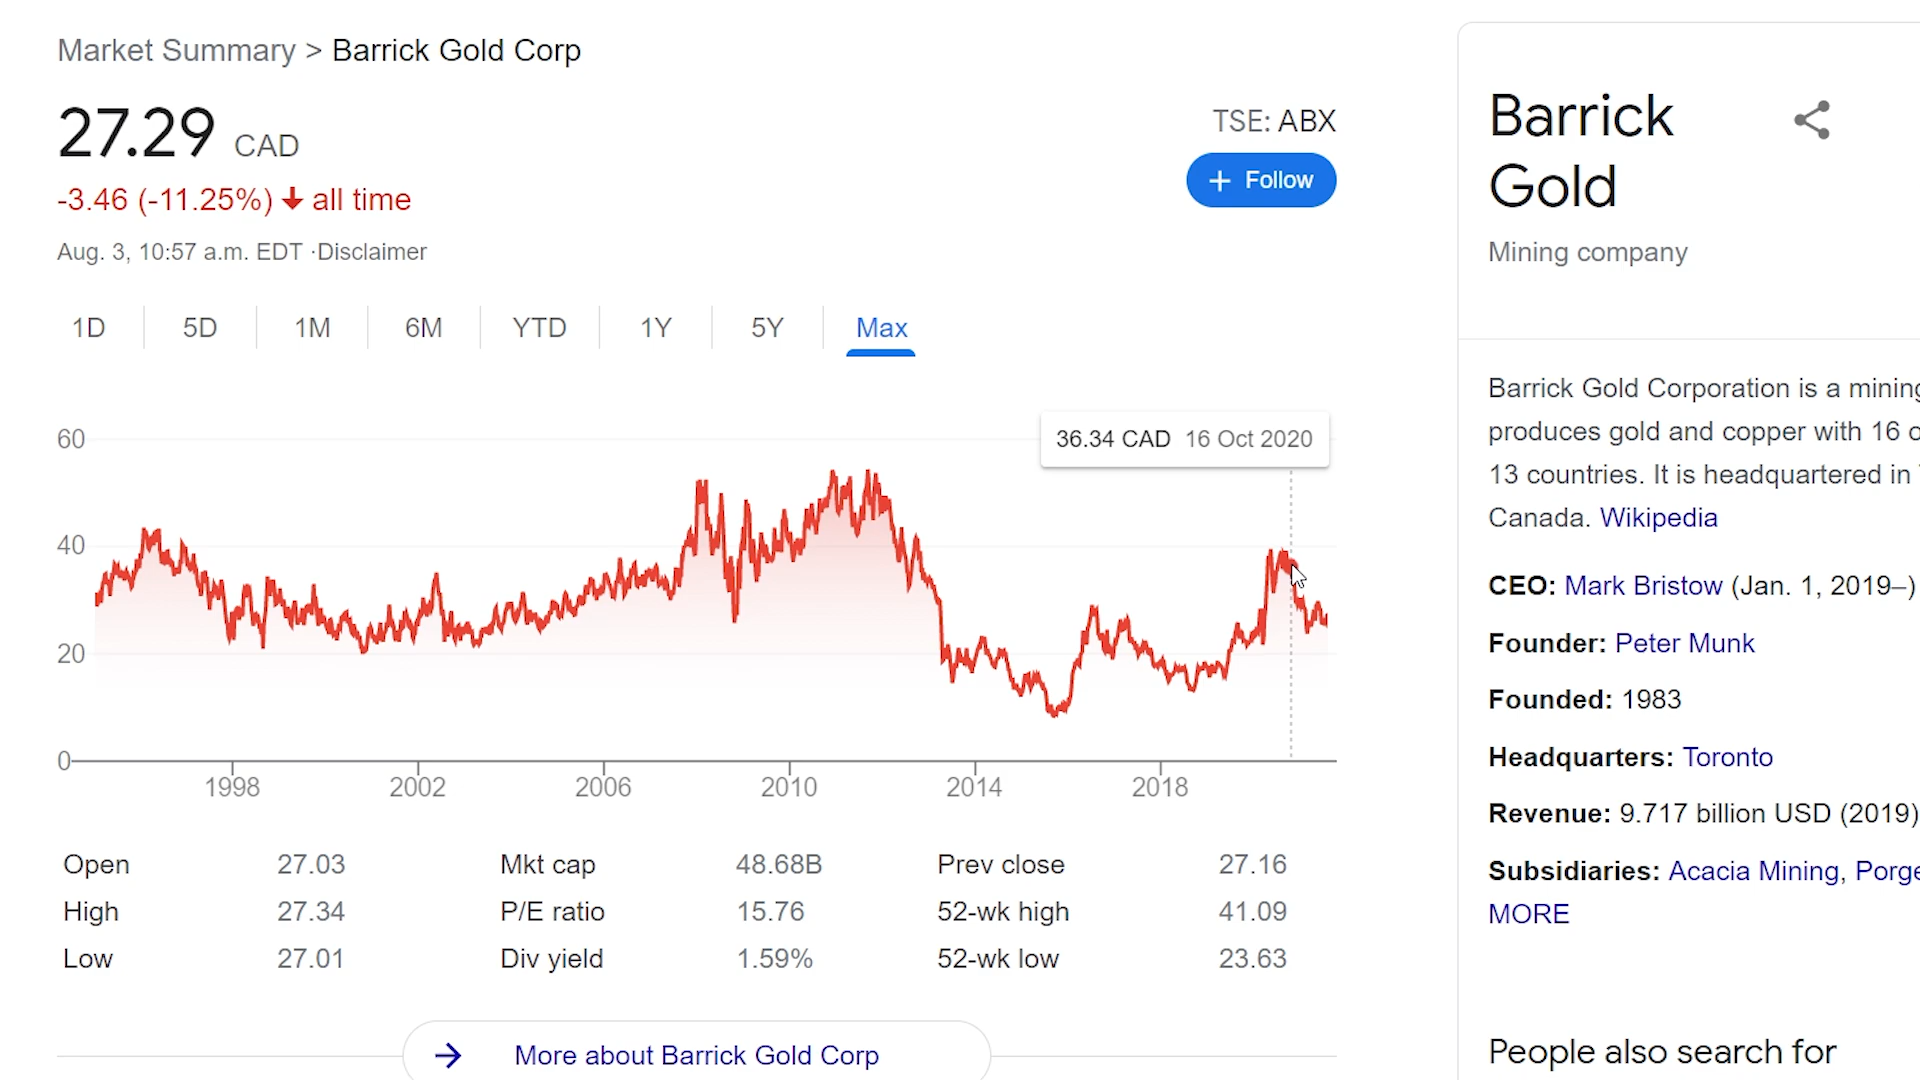 Market Summary > Barrick Gold Corp
27.29 CAD
-3.46 (-11.25%) all time
Aug. 3, 10:57 a.m. EDT ·Disclaimer
TSE: ABX
+ Follow
1D 5D 1M 6M YTD 1Y 5Y Max
36.34 CAD 16 Oct 2020
60
40
20
0
1998 2002 2006 2010 2014 2018
Open 27.03 Mkt cap 48.68B Prev close 27.16
High 27.34 P/E ratio 15.76 52-wk high 41.09
Low 27.01 Div yield 1.59% 52-wk low 23.63
More about Barrick Gold Corp
Barrick
Gold
Mining company
Barrick Gold Corporation is a mining
produces gold and copper with 16
13 countries. It is headquartered in
Canada. Wikipedia
CEO: Mark Bristow (Jan. 1, 2019–)
Founder: Peter Munk
Founded: 1983
Headquarters: Toronto
Revenue: 9.717 billion USD (2019)
Subsidiaries: Acacia Mining, Porge
MORE
People also search for